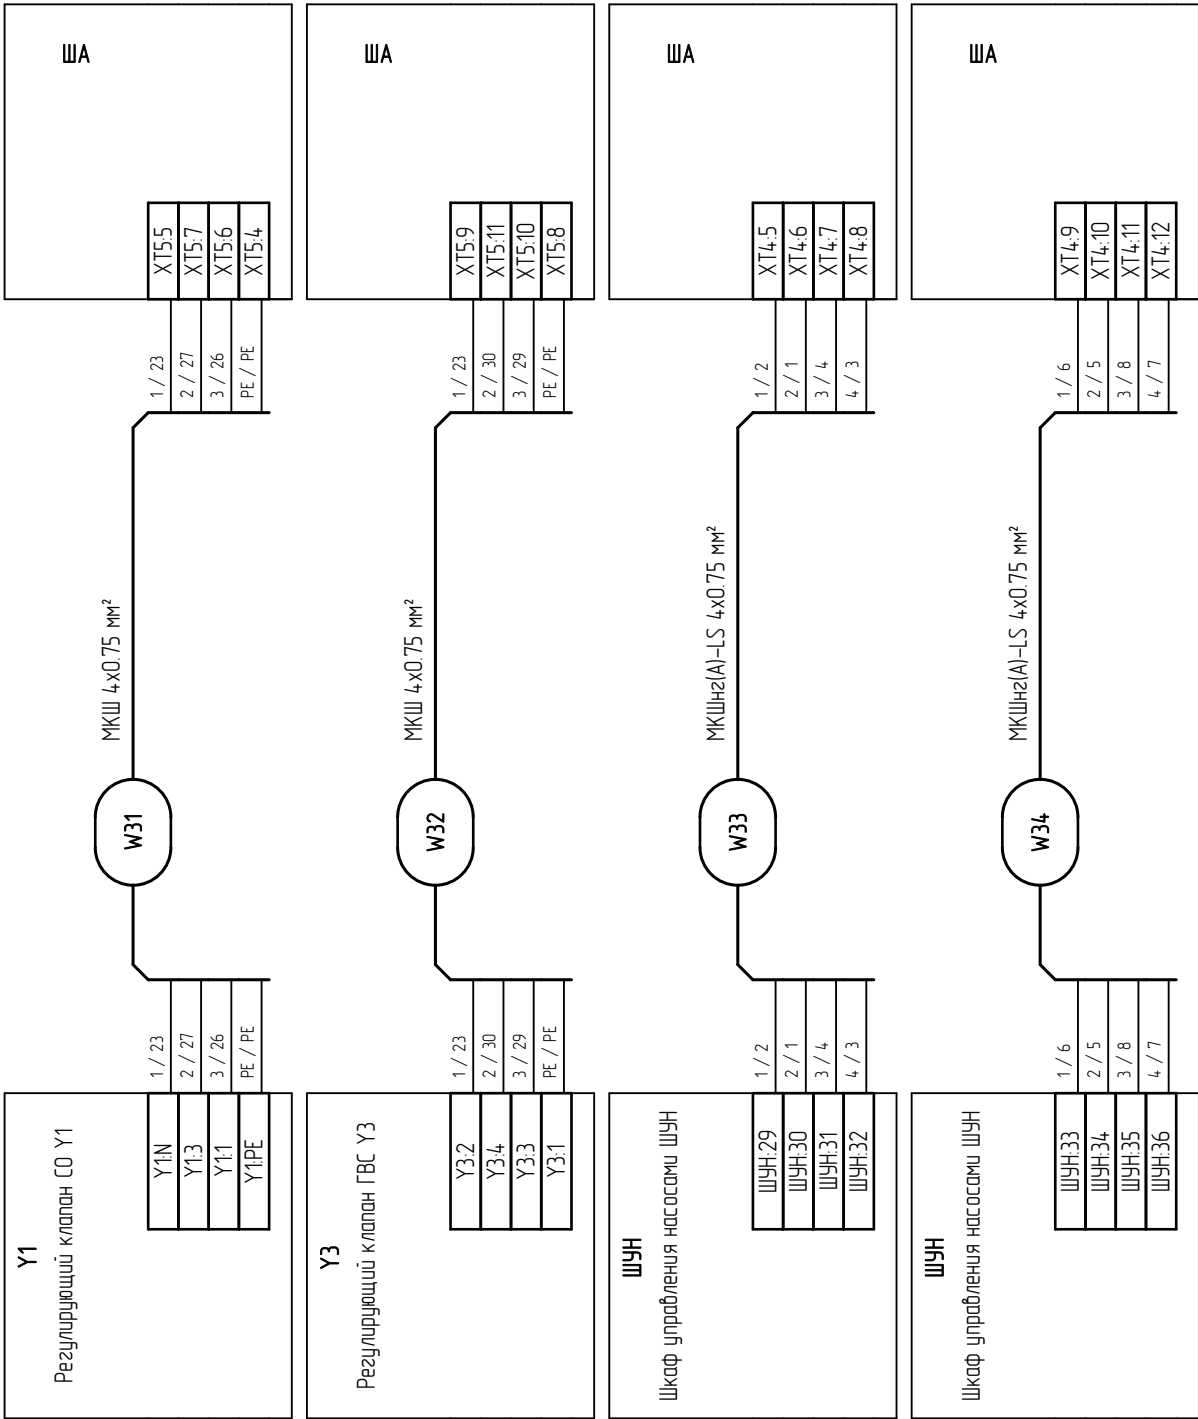 ША
XT5:5
XT5:7
XT5:6
XT5:4
1 / 23
2 / 27
3 / 26
PE / PE
МКШ 4x0.75 мм²
W31
1 / 23
2 / 27
3 / 26
PE / PE
Y1:N
Y1:3
Y1:1
Y1:PE
Y1
Регулирующий клапан СО Y1
ША
XT5:9
XT5:11
XT5:10
XT5:8
1 / 23
2 / 30
3 / 29
PE / PE
МКШ 4x0.75 мм²
W32
1 / 23
2 / 30
3 / 29
PE / PE
Y3:2
Y3:4
Y3:3
Y3:1
Y3
Регулирующий клапан ГВС Y3
ША
XT4:5
XT4:6
XT4:7
XT4:8
1 / 2
2 / 1
3 / 4
4 / 3
МКШнг(А)-LS 4x0.75 мм²
W33
1 / 2
2 / 1
3 / 4
4 / 3
ШУН:29
ШУН:30
ШУН:31
ШУН:32
ШУН
Шкаф управления насосами ШУН
ША
XT4:9
XT4:10
XT4:11
XT4:12
1 / 6
2 / 5
3 / 8
4 / 7
МКШнг(А)-LS 4x0.75 мм²
W34
1 / 6
2 / 5
3 / 8
4 / 7
ШУН:33
ШУН:34
ШУН:35
ШУН:36
ШУН
Шкаф управления насосами ШУН